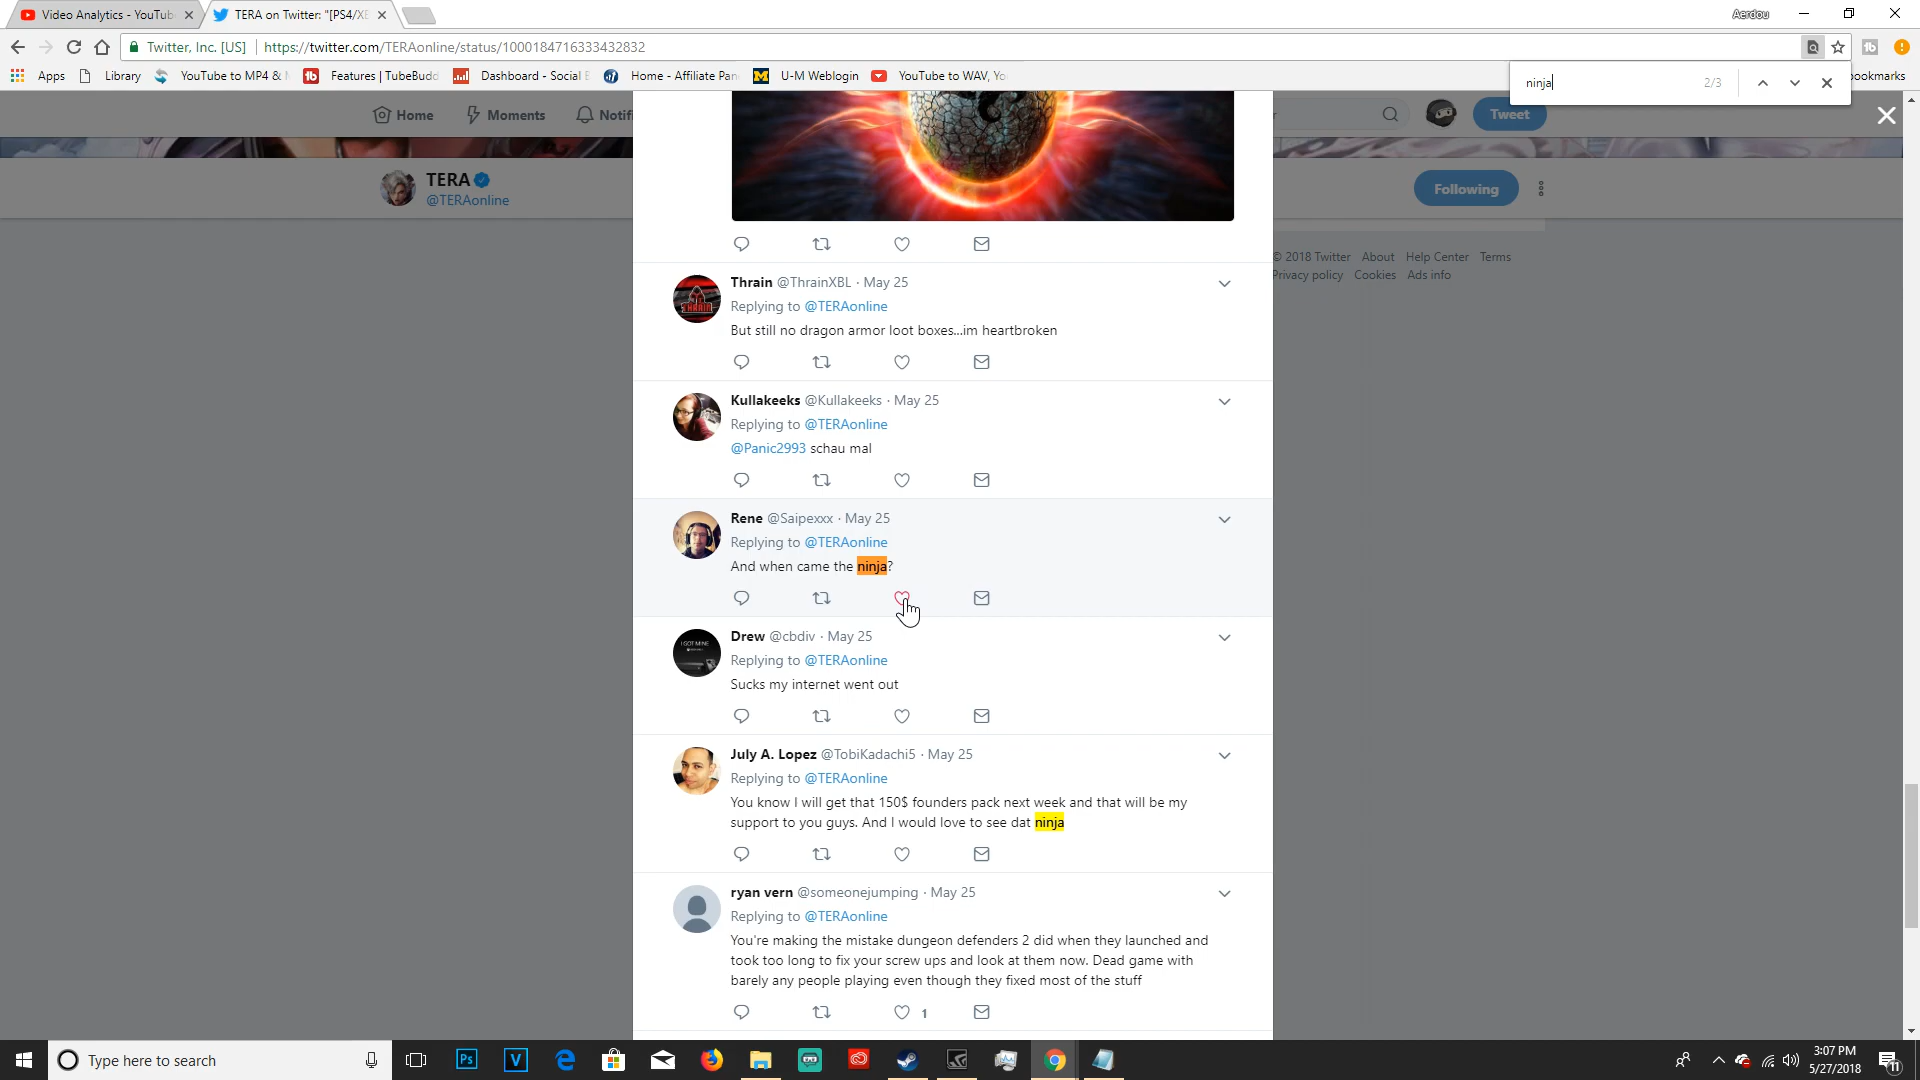 Video Analytics - YouTub
TERA on Twitter: "[PS4/XB
Aerdou
Twitter, Inc. [US]
https://twitter.com/TERAonline/status/1000184716333432832
Apps
Library
YouTube to MP4 &
Features | TubeBudd
Dashboard - Social B
Home - Affiliate Pan
U-M Weblogin
YouTube to WAV, Yo
bookmarks
ninja
2/3
Home
Moments
Notifi
r
Tweet
TERA
@TERAonline
Following
© 2018 Twitter About Help Center Terms
Privacy policy Cookies Ads info
Thrain @ThrainXBL · May 25
Replying to @TERAonline
But still no dragon armor loot boxes...im heartbroken
Kullakeeks @Kullakeeks · May 25
Replying to @TERAonline
@Panic2993 schau mal
Rene @Saipexxx · May 25
Replying to @TERAonline
And when came the ninja?
I GOT MINE
Drew @cbdiv · May 25
Replying to @TERAonline
Sucks my internet went out
July A. Lopez @TobiKadachi5 · May 25
Replying to @TERAonline
You know I will get that 150$ founders pack next week and that will be my
support to you guys. And I would love to see dat ninja
ryan vern @someonejumping · May 25
Replying to @TERAonline
You're making the mistake dungeon defenders 2 did when they launched and
took too long to fix your screw ups and look at them now. Dead game with
barely any people playing even though they fixed most of the stuff
1
Type here to search
Ps
V
3:07 PM
5/27/2018
11